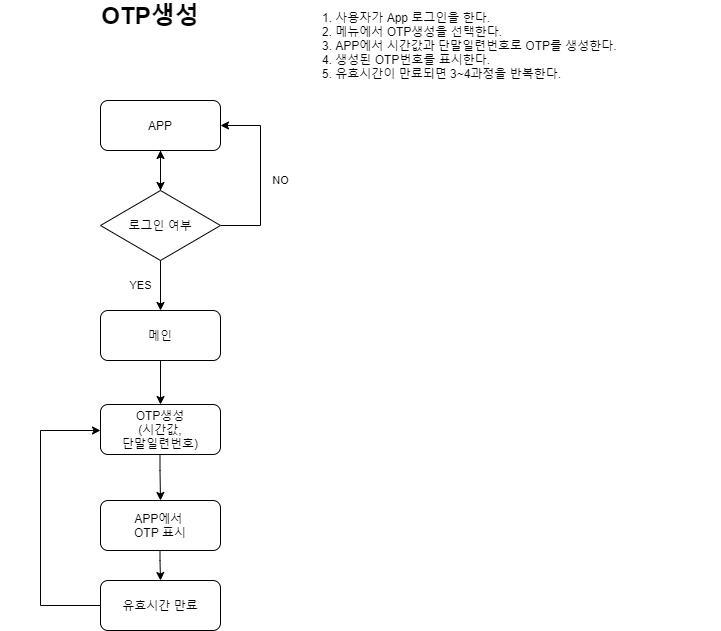 OTP생성
1. 사용자가 App 로그인을 한다.
2. 메뉴에서 OTP생성을 선택한다.
3. APP에서 시간값과 단말일련번호로 OTP를 생성한다.
4. 생성된 OTP번호를 표시한다.
5. 유효시간이 만료되면 3~4과정을 반복한다.
APP
NO
로그인 여부
YES
메인
OTP생성
(시간값,
단말일련번호)
APP에서
OTP 표시
유효시간 만료